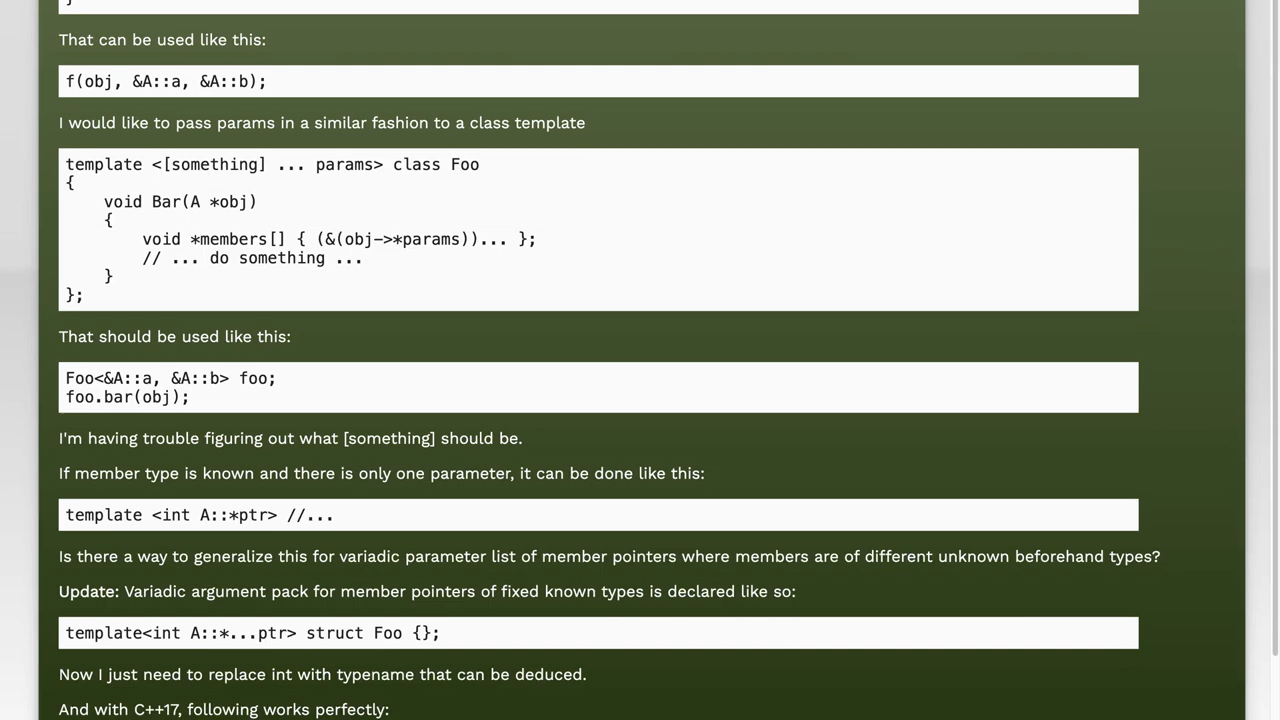 }
That can be used like this:
f(obj, &A::a, &A::b);
I would like to pass params in a similar fashion to a class template
template <[something] ... params> class Foo
{
    void Bar(A *obj)
    {
        void *members[] { (&(obj->*params))... };
        // ... do something ...
    }
};
That should be used like this:
Foo<&A::a, &A::b> foo;
foo.bar(obj);
I'm having trouble figuring out what [something] should be.
If member type is known and there is only one parameter, it can be done like this:
template <int A::*ptr> //...
Is there a way to generalize this for variadic parameter list of member pointers where members are of different unknown beforehand types?
Update: Variadic argument pack for member pointers of fixed known types is declared like so:
template<int A::*...ptr> struct Foo {};
Now I just need to replace int with typename that can be deduced.
And with C++17, following works perfectly: